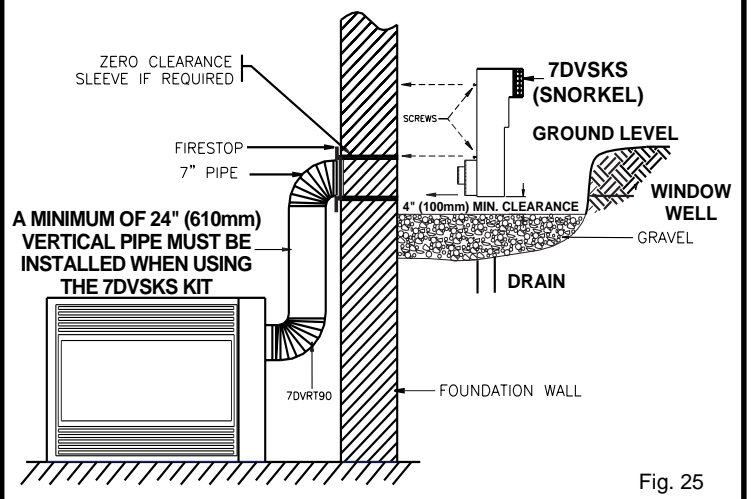 ZERO CLEARANCE
SLEEVE IF REQUIRED
7DVSKS
(SNORKEL)
SCREWS
GROUND LEVEL
FIRESTOP
7" PIPE
WINDOW
WELL
4" (100mm) MIN. CLEARANCE
A MINIMUM OF 24" (610mm)
VERTICAL PIPE MUST BE
INSTALLED WHEN USING
THE 7DVSKS KIT
GRAVEL
DRAIN
7DVRT90
FOUNDATION WALL
Fig. 25